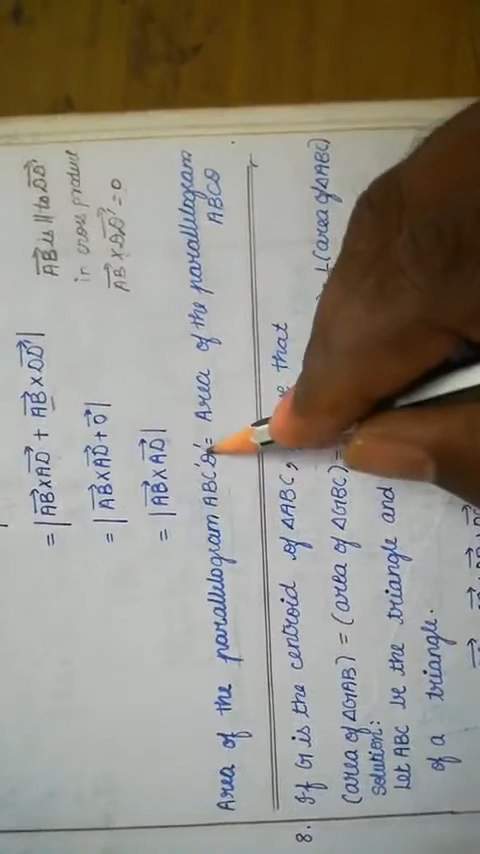 = |AB⃗ × AD⃗ + AB⃗ × DD'⃗|
AB⃗ is || to DD'⃗
in cross product
AB⃗ × DD'⃗ = 0
= |AB⃗ × AD⃗ + 0⃗|
= |AB⃗ × AD⃗|
Area of the parallelogram ABC'D' = Area of the parallelogram
ABCD
8. If G is the centroid of ΔABC, that
(area of ΔGAB) = (area of ΔGBC) = (area of ΔABC)
Solution:
Let ABC be the triangle and
of a triangle.